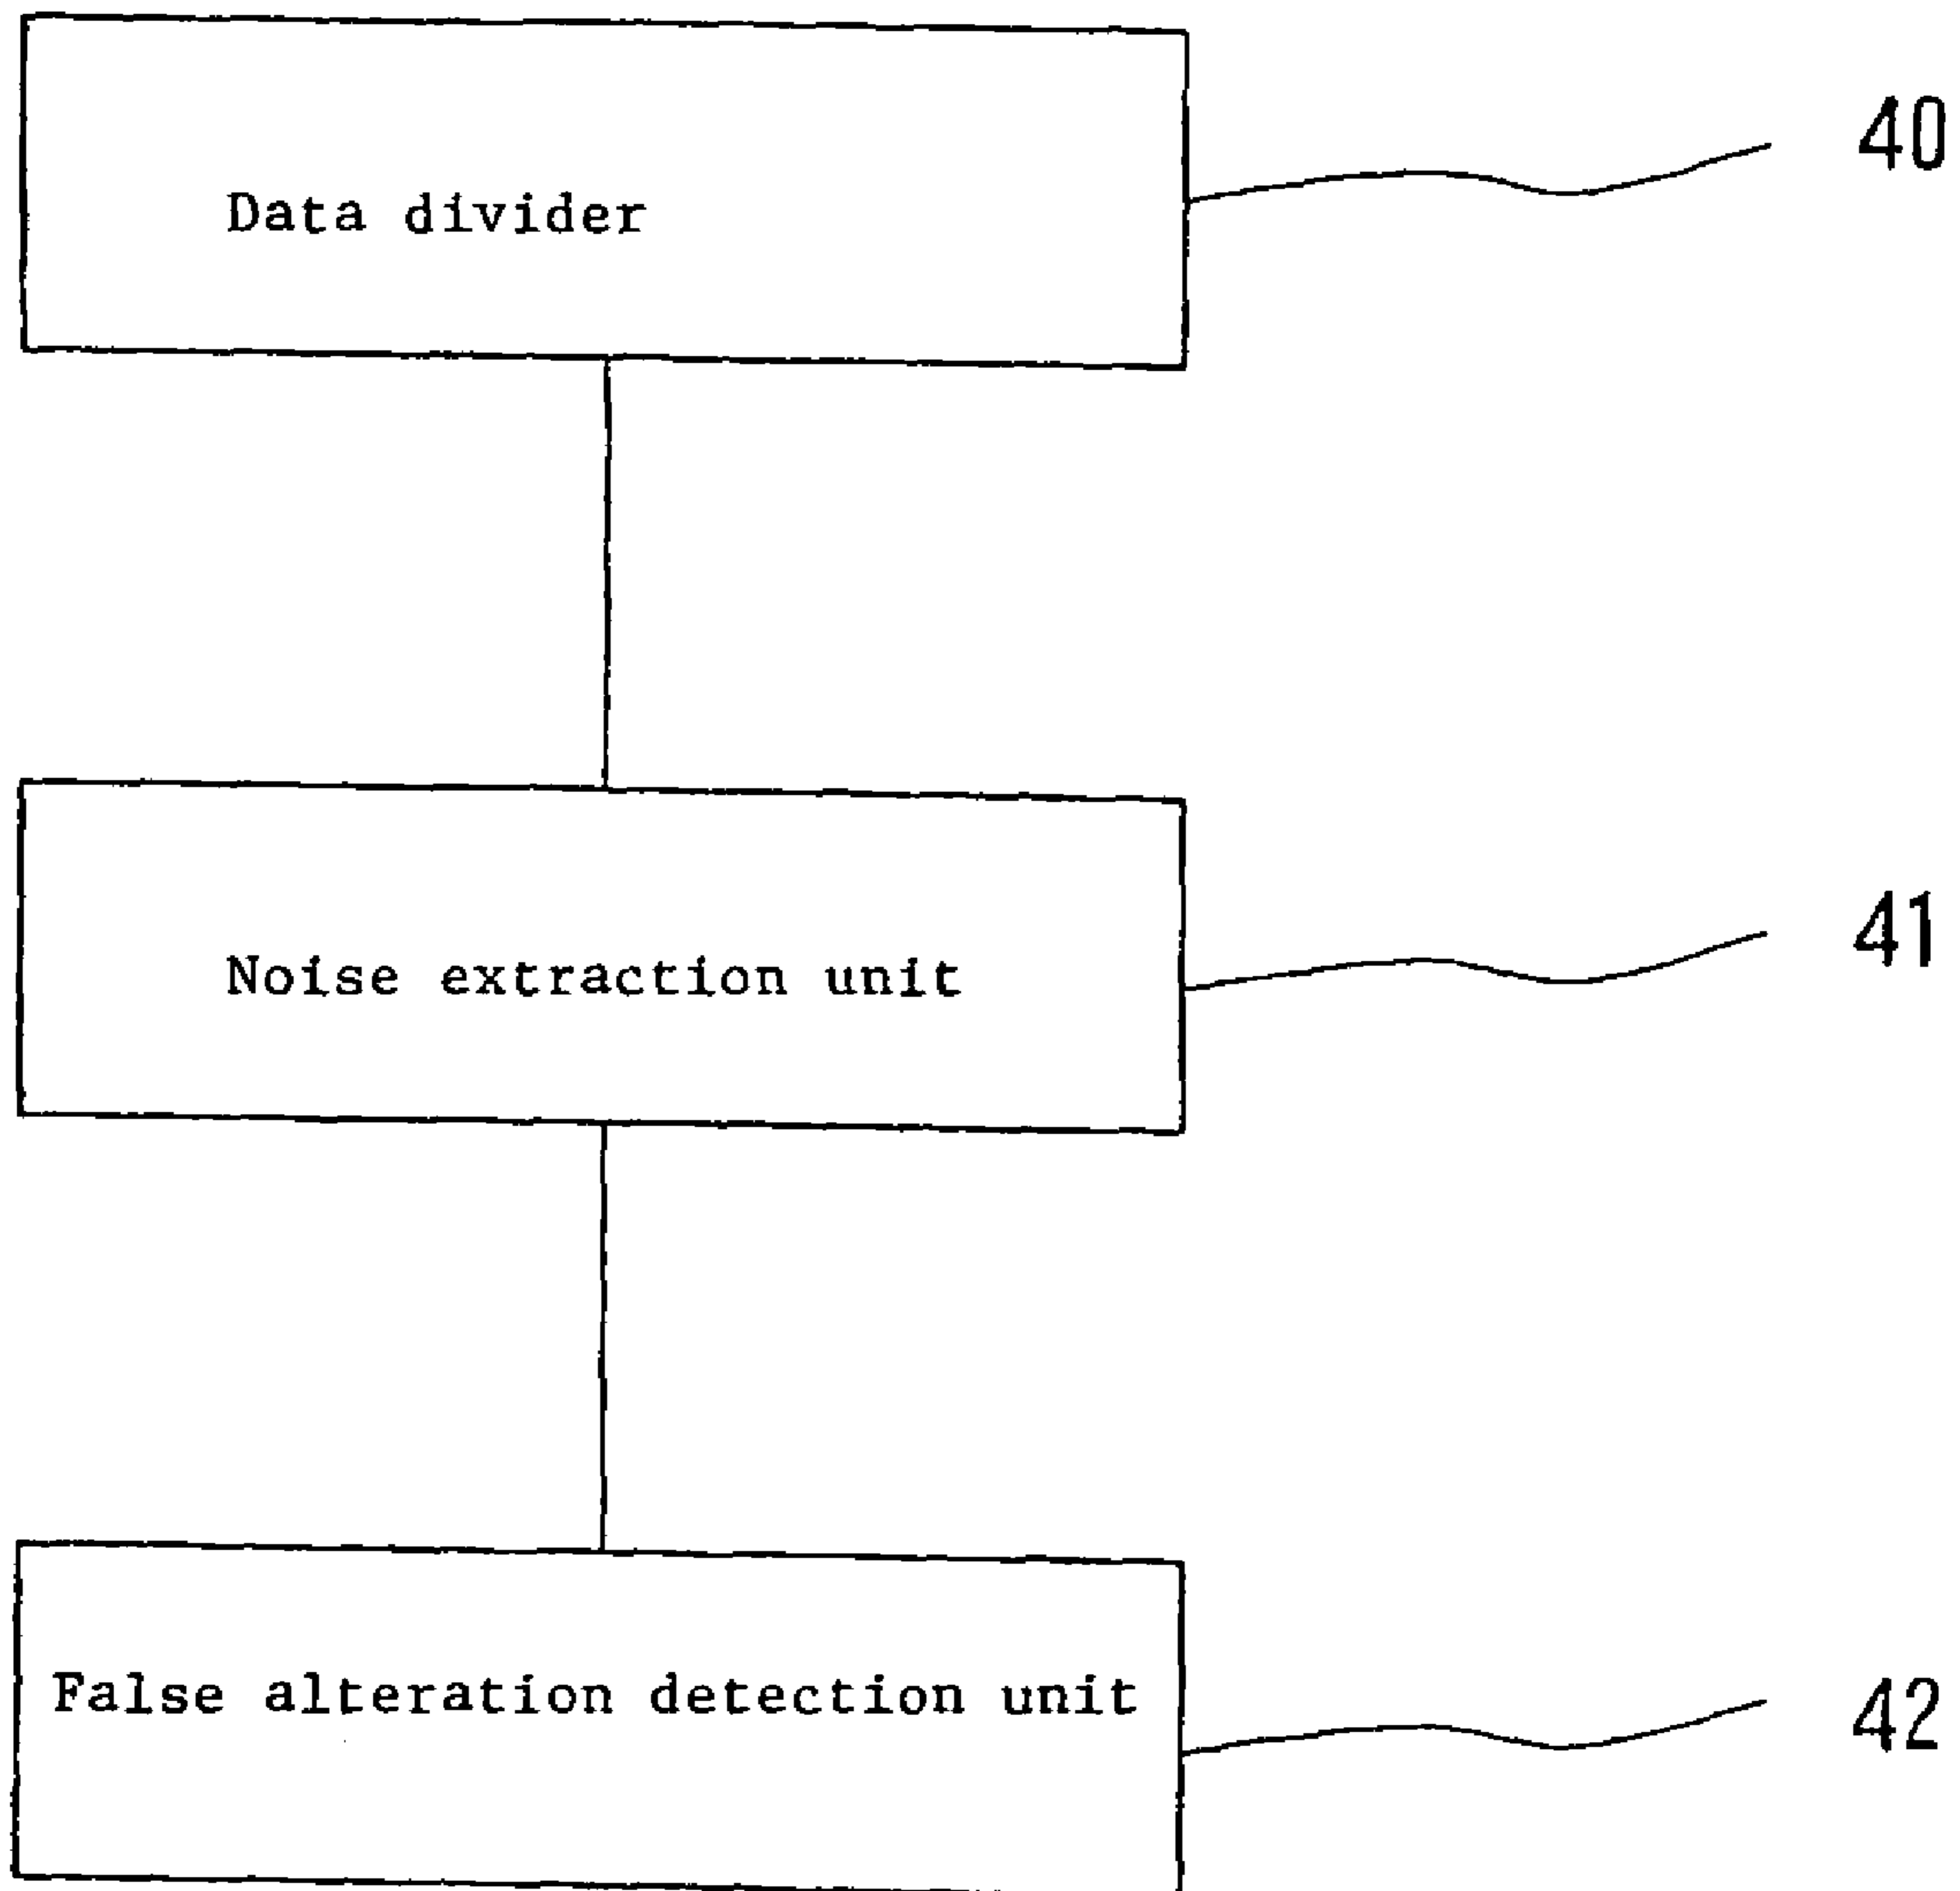 40
Data divider
41
Noise extraction unit
False alteration detection unit
42